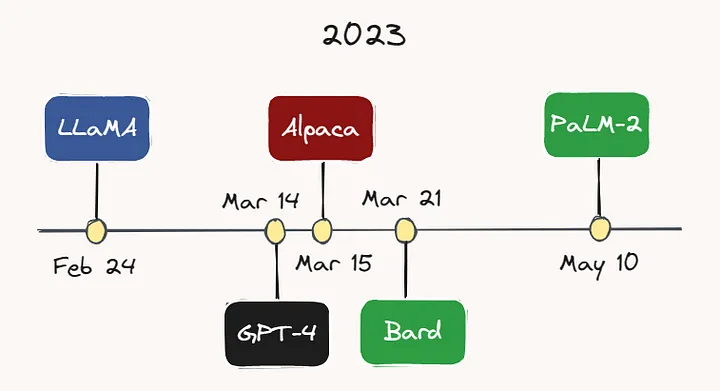 2023
LLaMA
Alpaca
PaLM-2
Mar 14
Mar 21
Feb 24
Mar 15
May 10
GPT-4
Bard